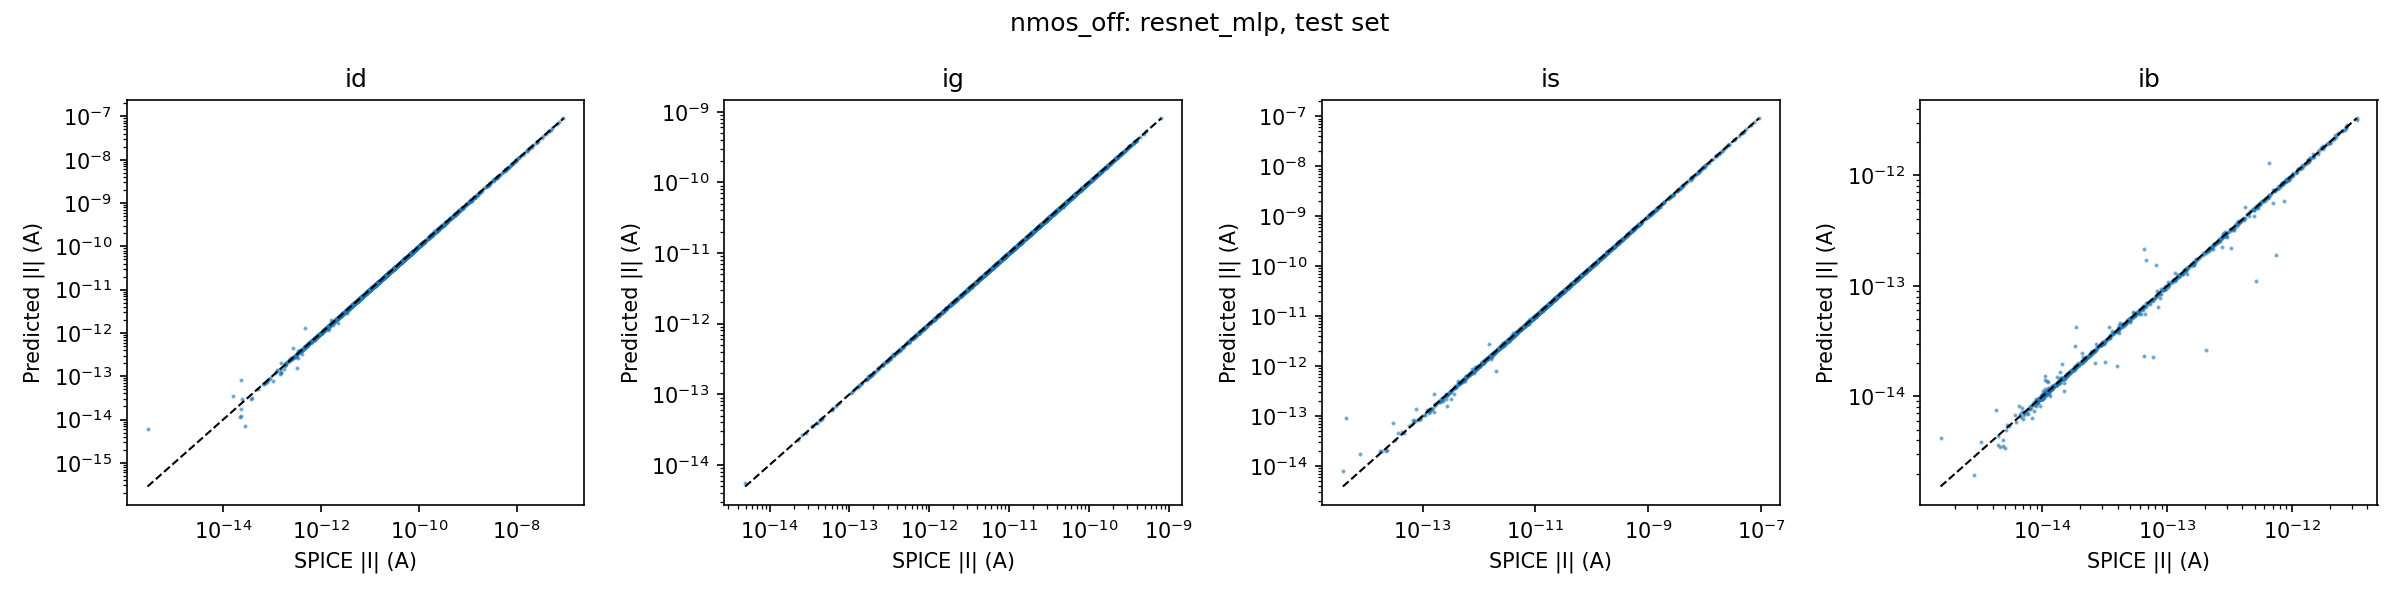 nmos_off: resnet_mlp, test set
id
Predicted |I| (A)
10⁻⁷
10⁻⁸
10⁻⁹
10⁻¹⁰
10⁻¹¹
10⁻¹²
10⁻¹³
10⁻¹⁴
10⁻¹⁵
10⁻¹⁴ 10⁻¹² 10⁻¹⁰ 10⁻⁸
SPICE |I| (A)
ig
Predicted |I| (A)
10⁻⁹
10⁻¹⁰
10⁻¹¹
10⁻¹²
10⁻¹³
10⁻¹⁴
10⁻¹⁴ 10⁻¹³ 10⁻¹² 10⁻¹¹ 10⁻¹⁰ 10⁻⁹
SPICE |I| (A)
is
Predicted |I| (A)
10⁻⁷
10⁻⁸
10⁻⁹
10⁻¹⁰
10⁻¹¹
10⁻¹²
10⁻¹³
10⁻¹⁴
10⁻¹³ 10⁻¹¹ 10⁻⁹ 10⁻⁷
SPICE |I| (A)
ib
Predicted |I| (A)
10⁻¹²
10⁻¹³
10⁻¹⁴
10⁻¹⁴ 10⁻¹³ 10⁻¹²
SPICE |I| (A)